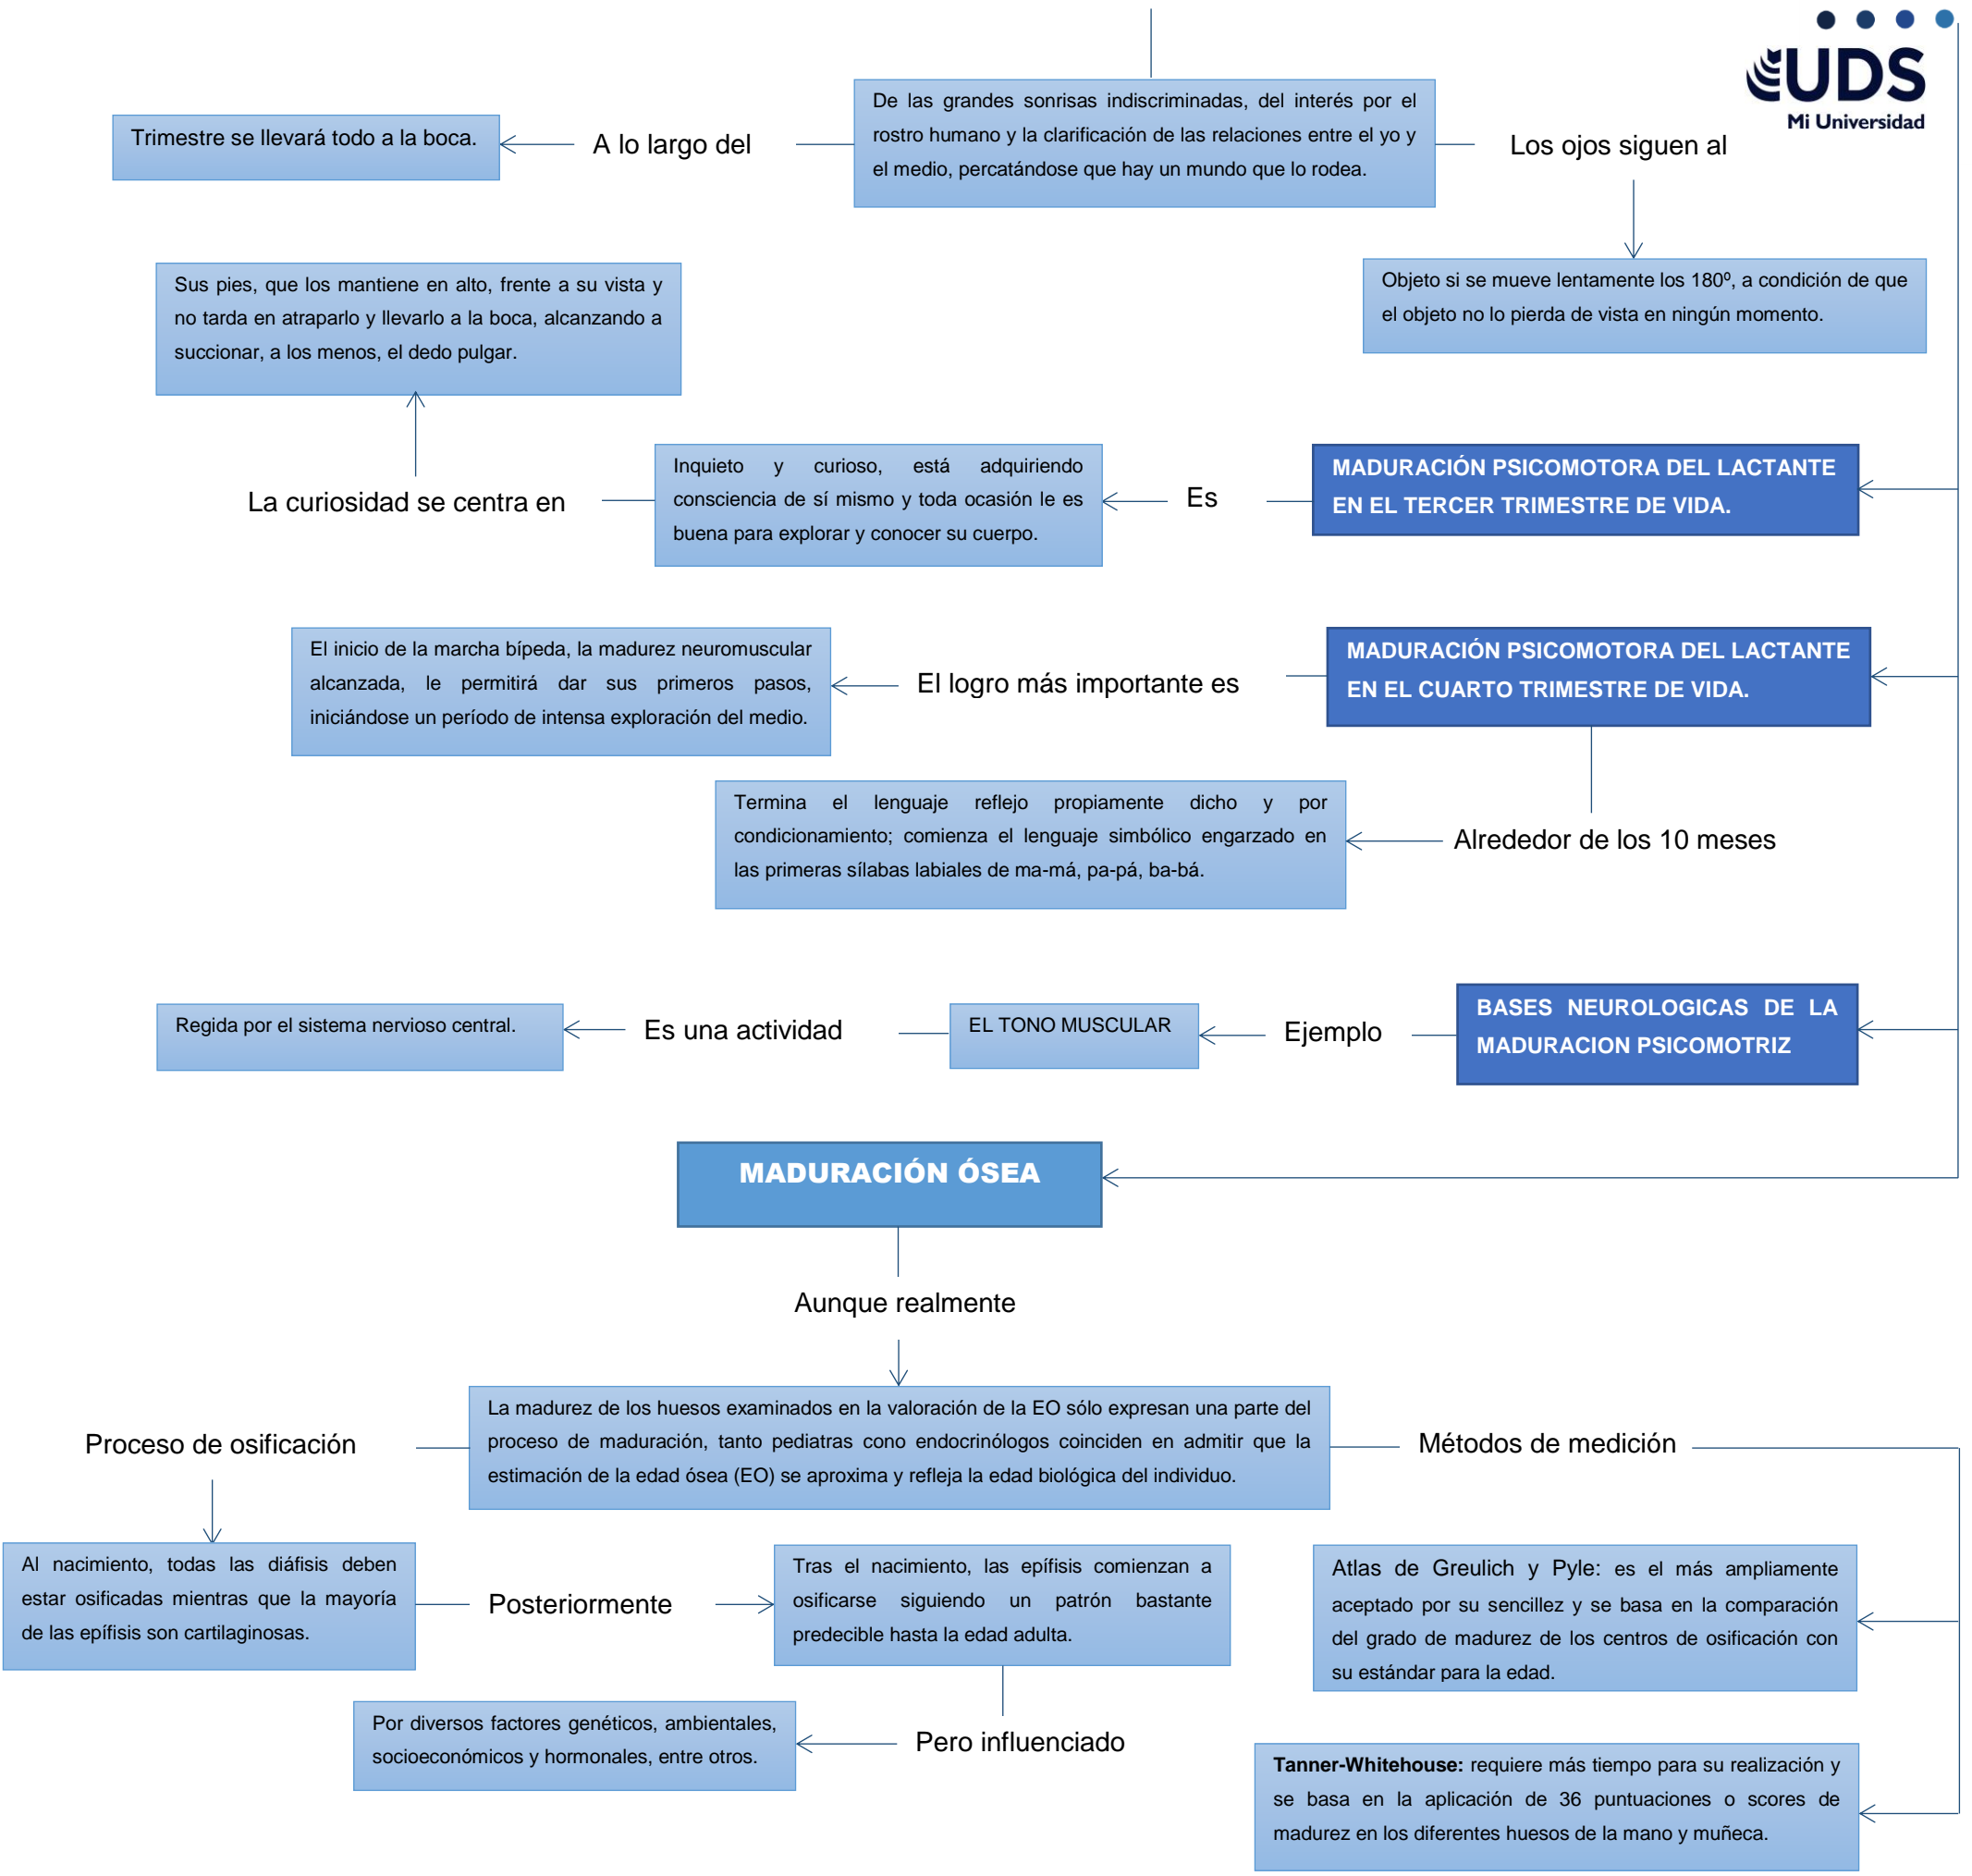 UDS
Mi Universidad
De las grandes sonrisas indiscriminadas, del interés por el
rostro humano y la clarificación de las relaciones entre el yo y
el medio, percatándose que hay un mundo que lo rodea.
A lo largo del
Trimestre se llevará todo a la boca.
Los ojos siguen al
Objeto si se mueve lentamente los 180º, a condición de que
el objeto no lo pierda de vista en ningún momento.
MADURACIÓN PSICOMOTORA DEL LACTANTE
EN EL TERCER TRIMESTRE DE VIDA.
Es
Inquieto y curioso, está adquiriendo
consciencia de sí mismo y toda ocasión le es
buena para explorar y conocer su cuerpo.
La curiosidad se centra en
Sus pies, que los mantiene en alto, frente a su vista y
no tarda en atraparlo y llevarlo a la boca, alcanzando a
succionar, a los menos, el dedo pulgar.
MADURACIÓN PSICOMOTORA DEL LACTANTE
EN EL CUARTO TRIMESTRE DE VIDA.
El logro más importante es
El inicio de la marcha bípeda, la madurez neuromuscular
alcanzada, le permitirá dar sus primeros pasos,
iniciándose un período de intensa exploración del medio.
Alrededor de los 10 meses
Termina el lenguaje reflejo propiamente dicho y por
condicionamiento; comienza el lenguaje simbólico engarzado en
las primeras sílabas labiales de ma-má, pa-pá, ba-bá.
BASES NEUROLOGICAS DE LA
MADURACION PSICOMOTRIZ
Ejemplo
EL TONO MUSCULAR
Es una actividad
Regida por el sistema nervioso central.
MADURACIÓN ÓSEA
Aunque realmente
La madurez de los huesos examinados en la valoración de la EO sólo expresan una parte del
proceso de maduración, tanto pediatras cono endocrinólogos coinciden en admitir que la
estimación de la edad ósea (EO) se aproxima y refleja la edad biológica del individuo.
Proceso de osificación
Al nacimiento, todas las diáfisis deben
estar osificadas mientras que la mayoría
de las epífisis son cartilaginosas.
Posteriormente
Tras el nacimiento, las epífisis comienzan a
osificarse siguiendo un patrón bastante
predecible hasta la edad adulta.
Pero influenciado
Por diversos factores genéticos, ambientales,
socioeconómicos y hormonales, entre otros.
Métodos de medición
Atlas de Greulich y Pyle: es el más ampliamente
aceptado por su sencillez y se basa en la comparación
del grado de madurez de los centros de osificación con
su estándar para la edad.
Tanner-Whitehouse: requiere más tiempo para su realización y
se basa en la aplicación de 36 puntuaciones o scores de
madurez en los diferentes huesos de la mano y muñeca.